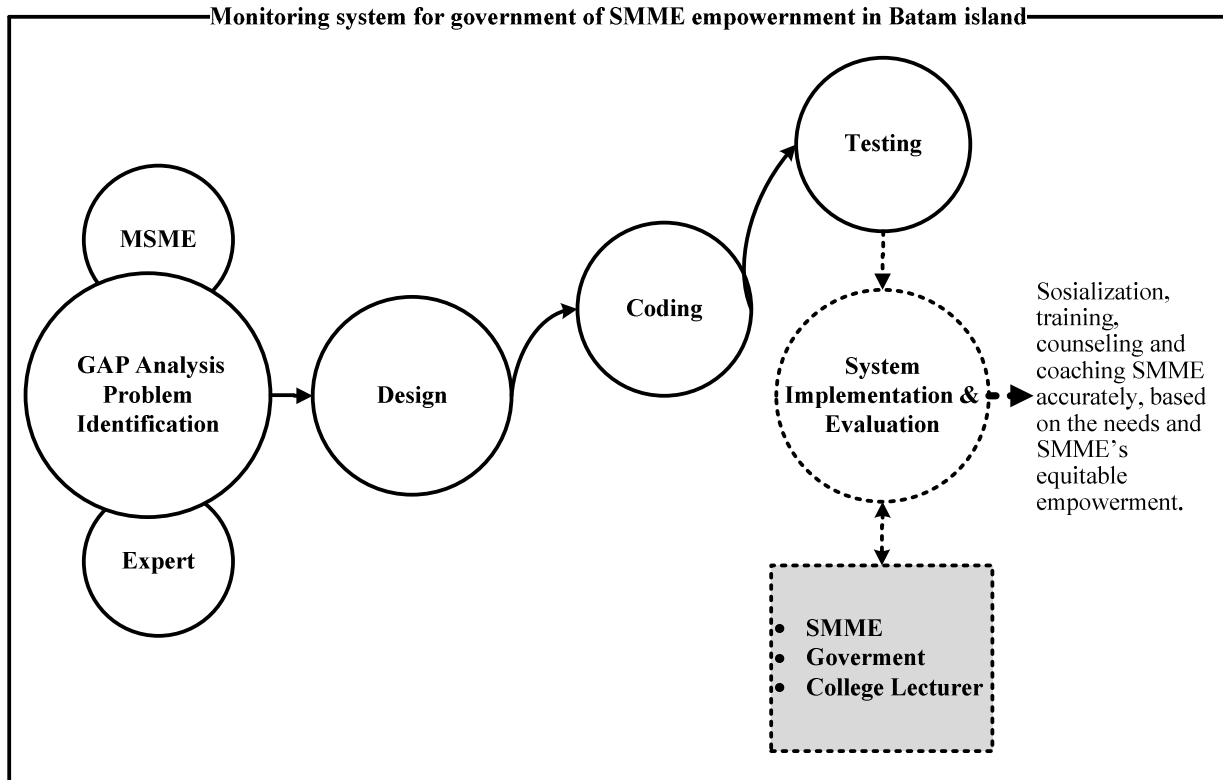 Monitoring system for government of SMME empowernment in Batam island
MSME
GAP Analysis
Problem
Identification
Expert
Design
Coding
Testing
System
Implementation &
Evaluation
Sosialization,
training,
counseling and
coaching SMME
accurately, based
on the needs and
SMME’s
equitable
empowerment.
• SMME
• Goverment
• College Lecturer